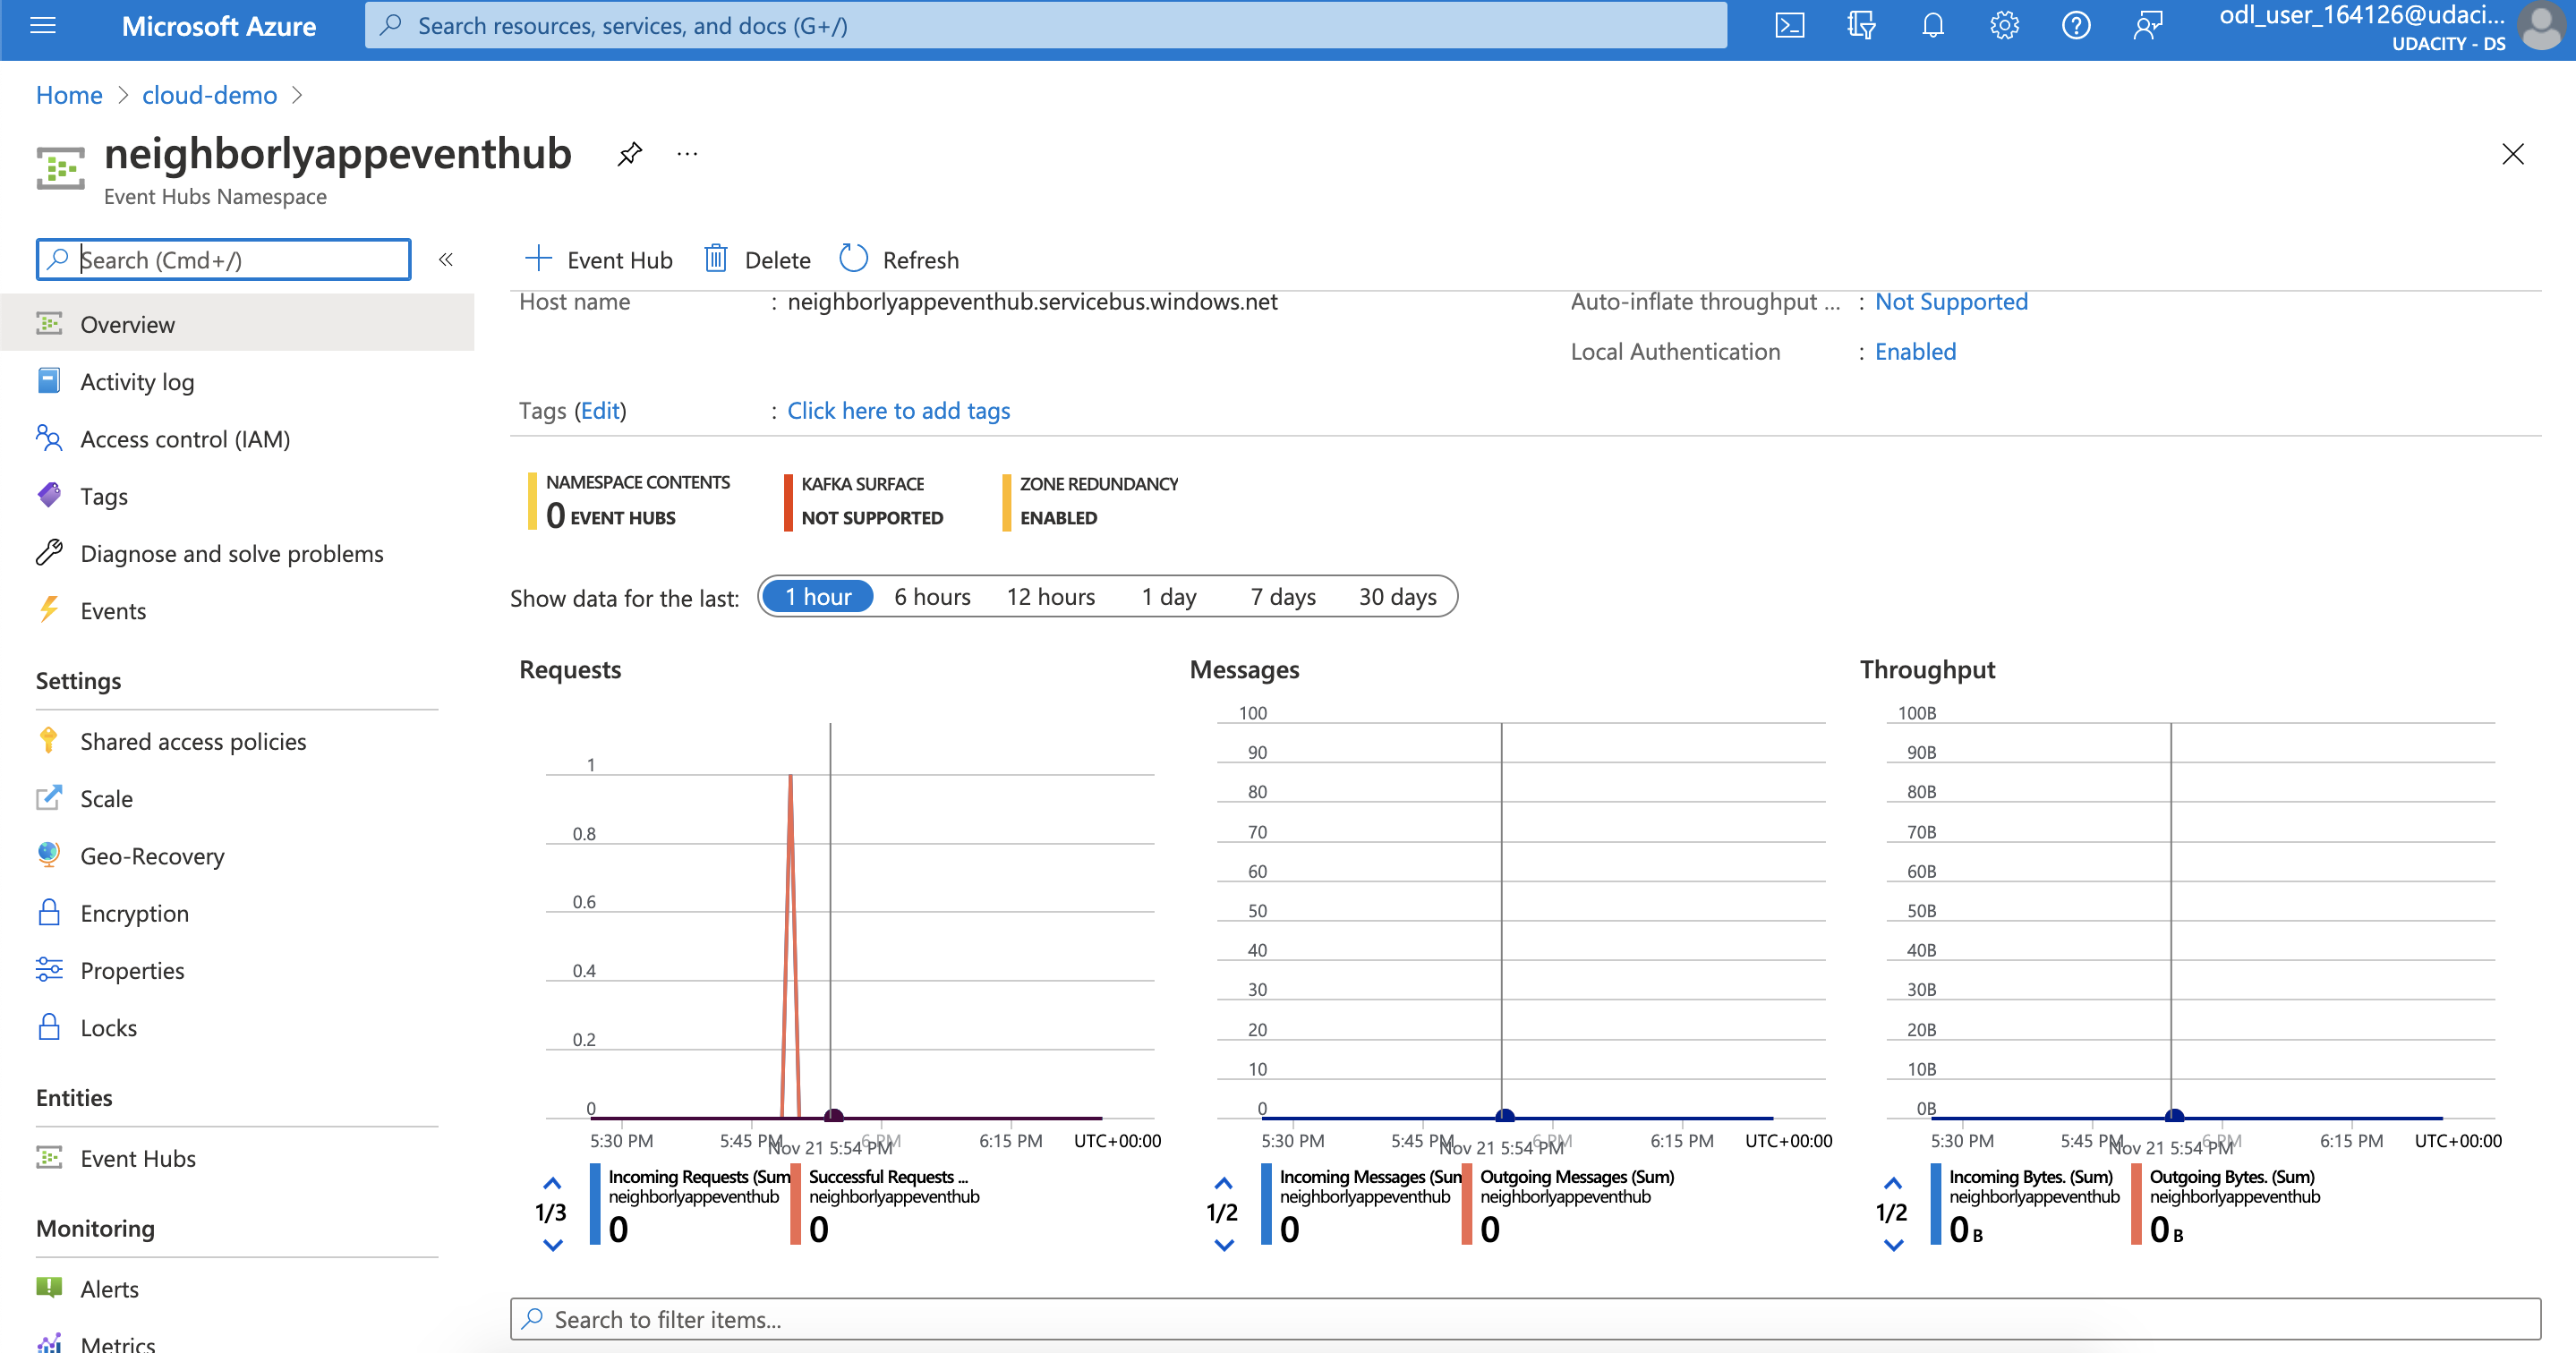 Microsoft Azure
Search resources, services, and docs (G+/)
odl_user_164126@udaci...
UDACITY - DS
Home > cloud-demo >
neighborlyappeventhub
...
Event Hubs Namespace
Search (Cmd+/)
«
Overview
Activity log
Access control (IAM)
Tags
Diagnose and solve problems
Events
Settings
Shared access policies
Scale
Geo-Recovery
Encryption
Properties
Locks
Entities
Event Hubs
Monitoring
Alerts
Metrics
+ Event Hub
Delete
Refresh
Host name : neighborlyappeventhub.servicebus.windows.net
Auto-inflate throughput ... : Not Supported
Local Authentication : Enabled
Tags (Edit) : Click here to add tags
NAMESPACE CONTENTS
0 EVENT HUBS
KAFKA SURFACE
NOT SUPPORTED
ZONE REDUNDANCY
ENABLED
Show data for the last: 1 hour 6 hours 12 hours 1 day 7 days 30 days
Requests
1
0.8
0.6
0.4
0.2
0
5:30 PM 5:45 PM 6 PM 6:15 PM UTC+00:00
Nov 21 5:54 PM
1/3
Incoming Requests (Sum
neighborlyappeventhub
0
Successful Requests ...
neighborlyappeventhub
0
Messages
100
90
80
70
60
50
40
30
20
10
0
5:30 PM 5:45 PM 6 PM 6:15 PM UTC+00:00
Nov 21 5:54 PM
1/2
Incoming Messages (Sum
neighborlyappeventhub
0
Outgoing Messages (Sum)
neighborlyappeventhub
0
Throughput
100B
90B
80B
70B
60B
50B
40B
30B
20B
10B
0B
5:30 PM 5:45 PM 6 PM 6:15 PM UTC+00:00
Nov 21 5:54 PM
1/2
Incoming Bytes. (Sum)
neighborlyappeventhub
0 B
Outgoing Bytes. (Sum)
neighborlyappeventhub
0 B
Search to filter items...